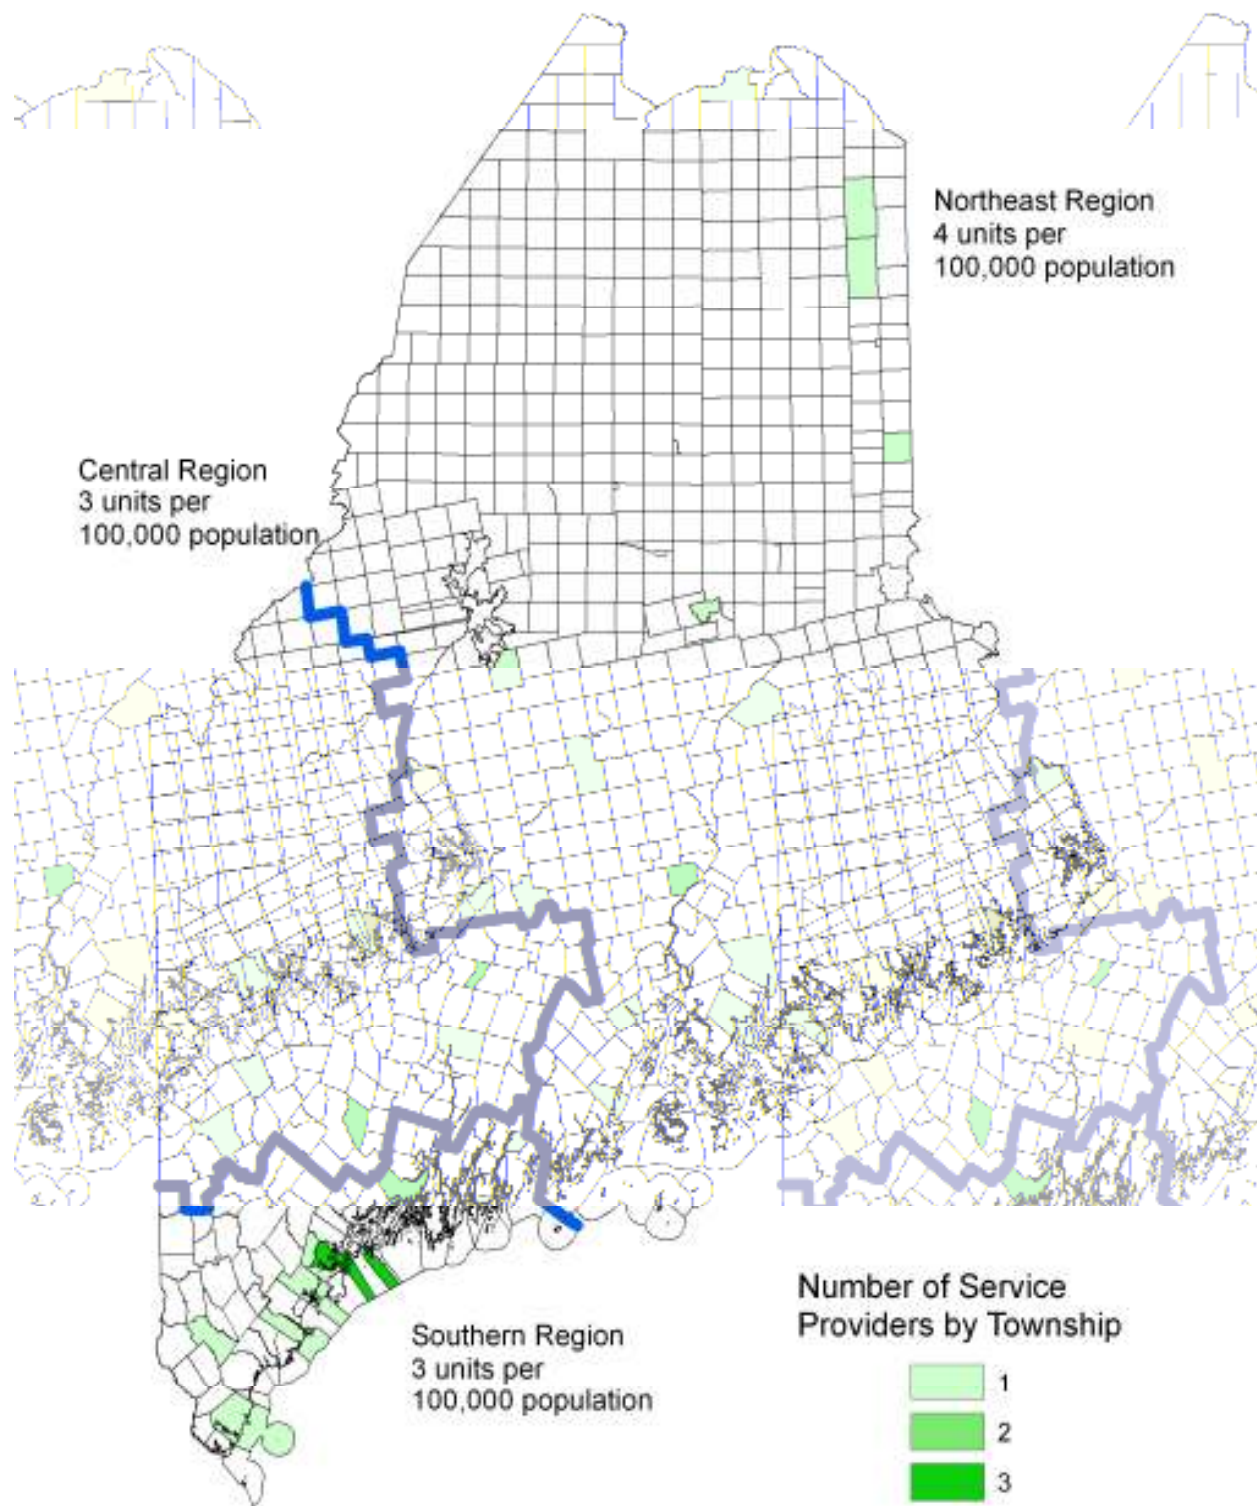 Northeast Region
4 units per
100,000 population
Central Region
3 units per
100,000 population
Southern Region
3 units per
100,000 population
Number of Service
Providers by Township
1
2
3